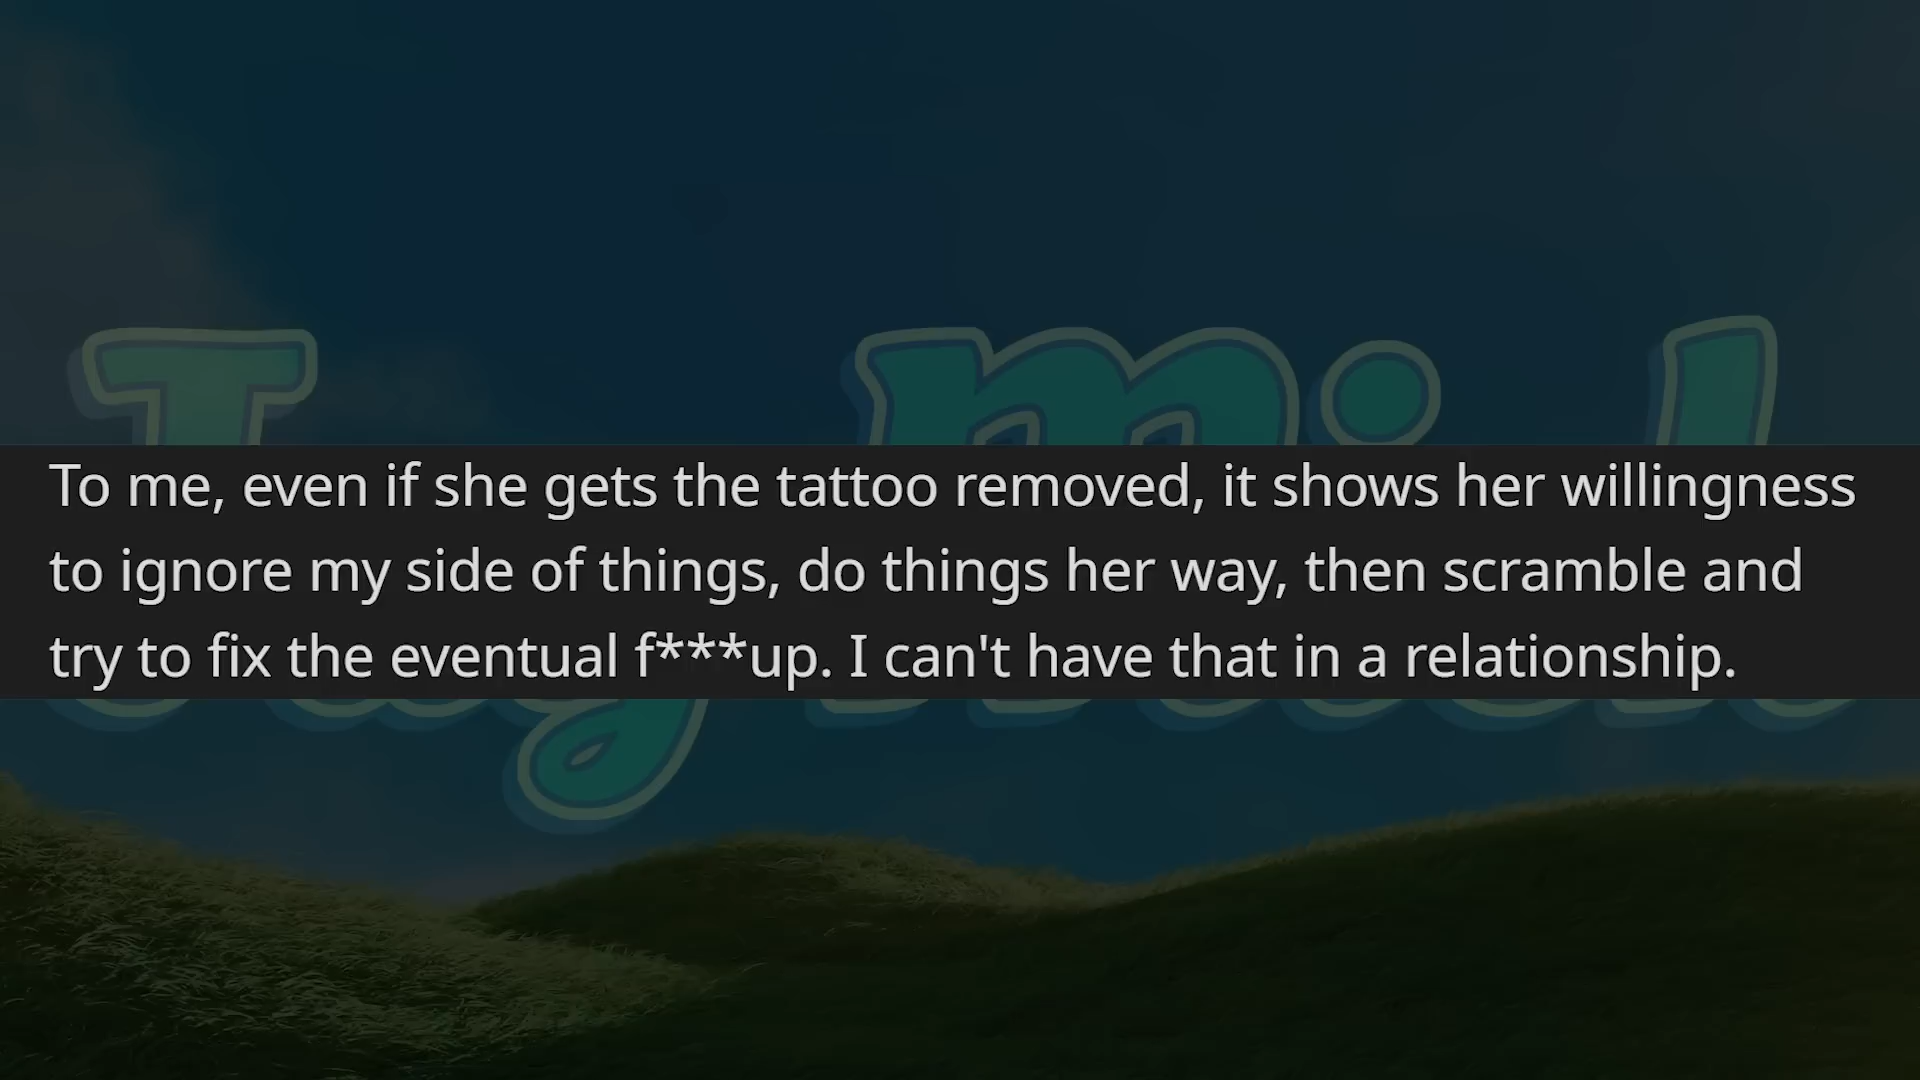 To me, even if she gets the tattoo removed, it shows her willingness
to ignore my side of things, do things her way, then scramble and
try to fix the eventual f***up. I can't have that in a relationship.